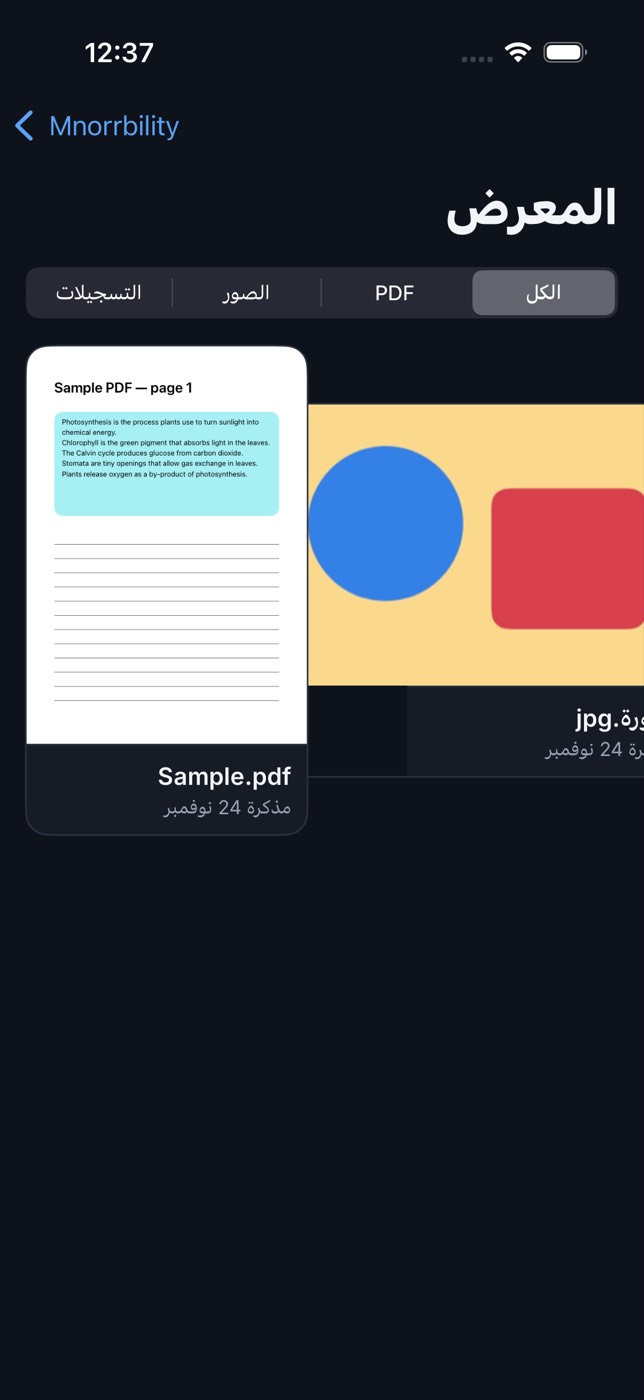 12:37
Mnorrbility
المعرض
الكل
PDF
الصور
التسجيلات
Sample PDF — page 1
Photosynthesis is the process plants use to turn sunlight into
chemical energy.
Chlorophyll is the green pigment that absorbs light in the leaves.
The Calvin cycle produces glucose from carbon dioxide.
Stomata are tiny openings that allow gas exchange in leaves.
Plants release oxygen as a by-product of photosynthesis.
.jpg
24 نوفمبر
Sample.pdf
مذكرة 24 نوفمبر